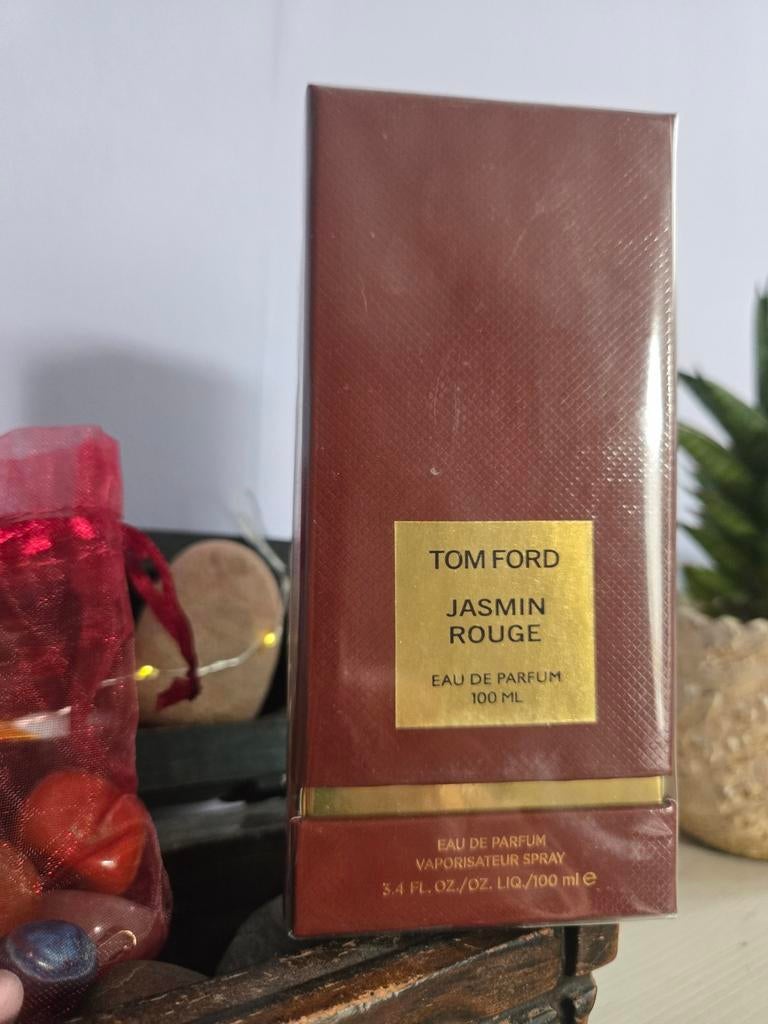 TOM FORD
JASMIN
ROUGE
EAU DE PARFUM
100 ML
EAU DE PARFUM
VAPORISATEUR SPRAY
3.4 FL. OZ./OZ. LIQ./100 ml ℮